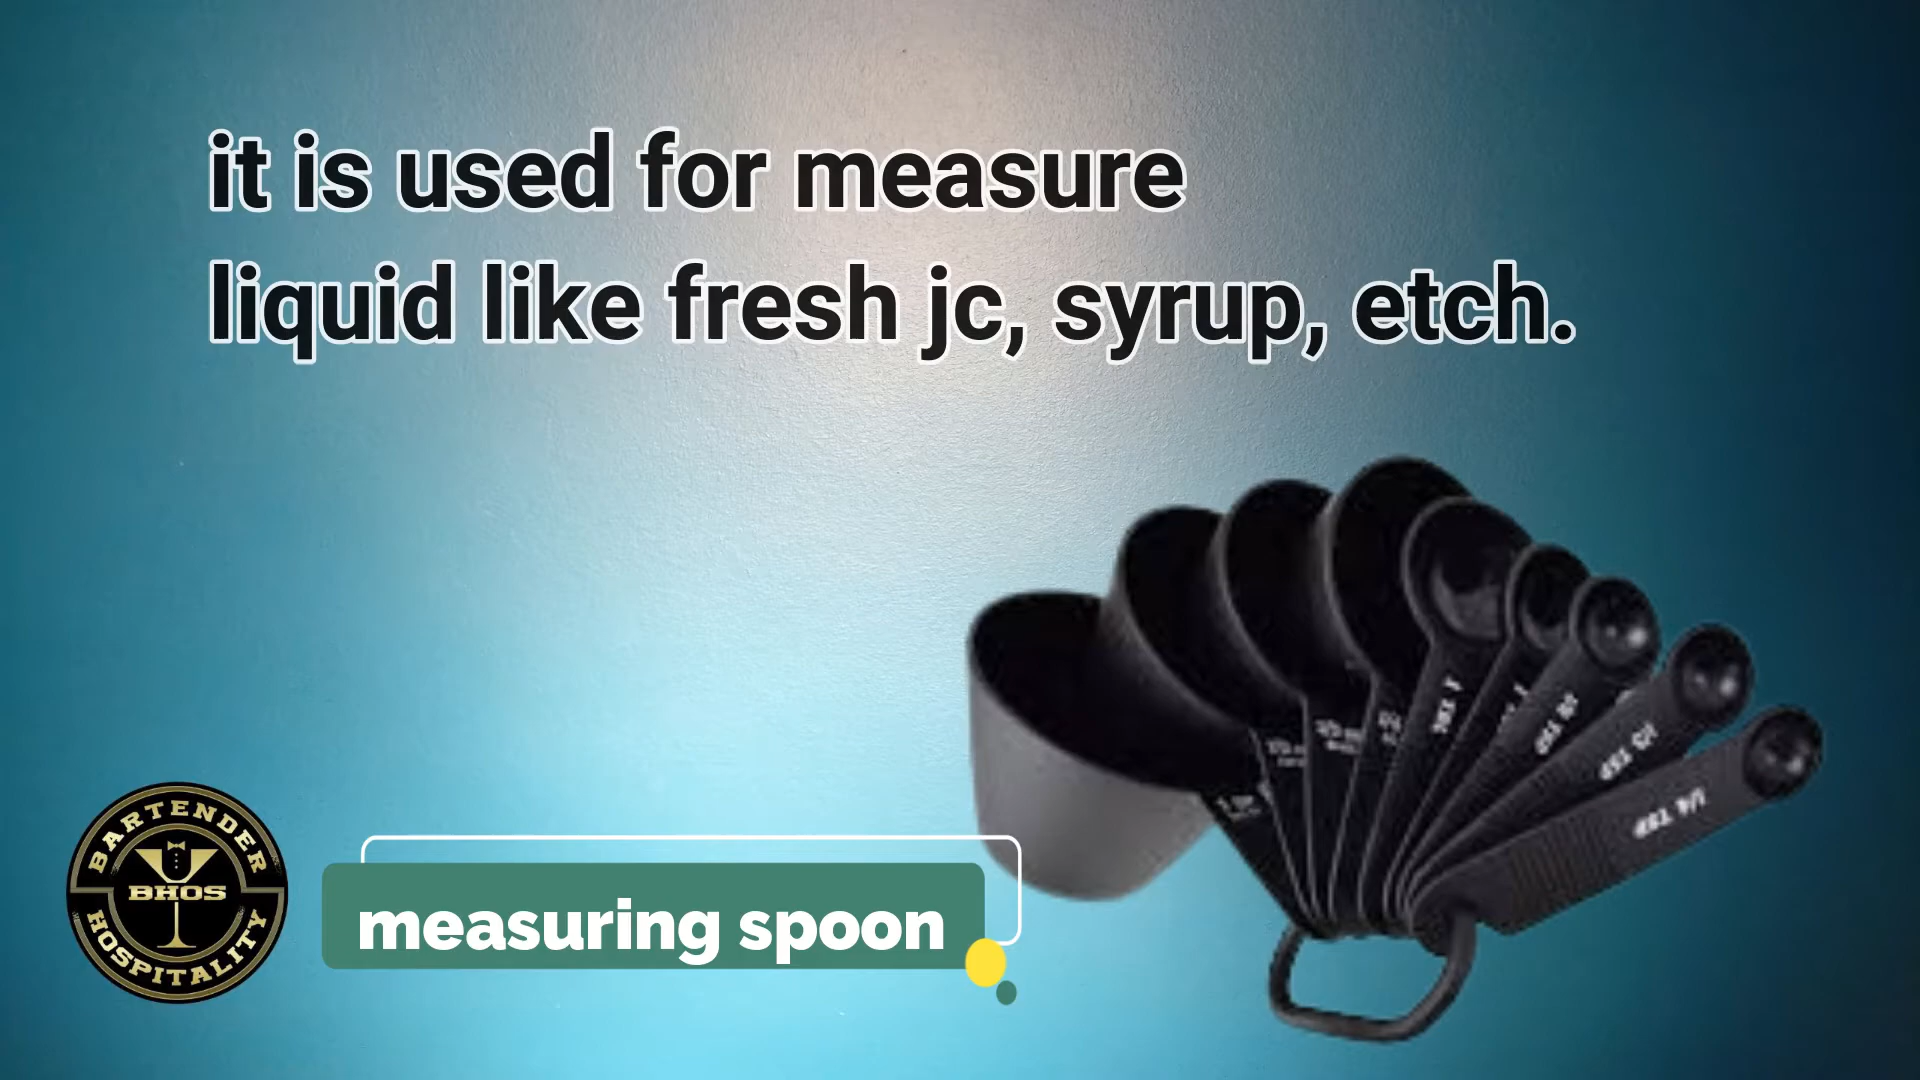 it is used for measure
liquid like fresh jc, syrup, etch.
BARTENDER
BHOS
HOSPITALITY
measuring spoon
1 TBL
1/2 TSP
1/4 TSP